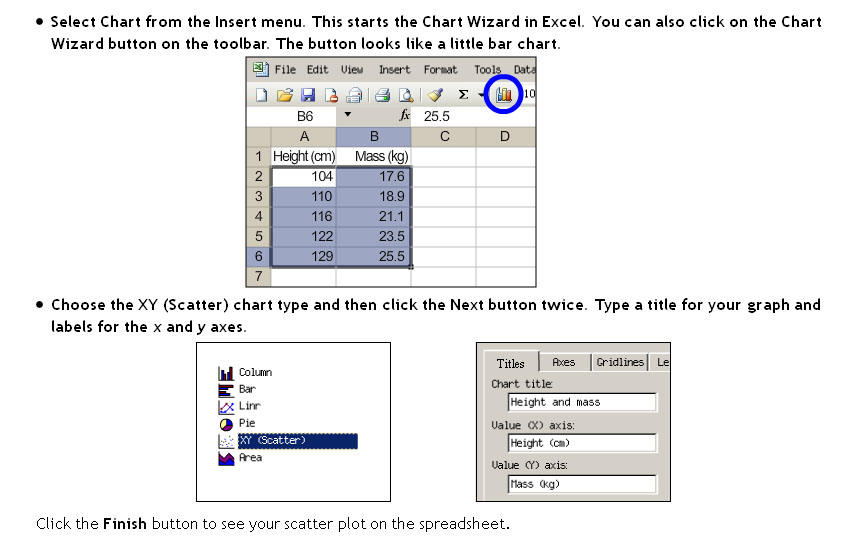 • Select Chart from the Insert menu. This starts the Chart Wizard in Excel. You can also click on the Chart
Wizard button on the toolbar. The button looks like a little bar chart.
File Edit View Insert Format Tools Data
Σ 10
B6 fx 25.5
A B C D
1 Height (cm) Mass (kg)
2 104 17.6
3 110 18.9
4 116 21.1
5 122 23.5
6 129 25.5
7
• Choose the XY (Scatter) chart type and then click the Next button twice. Type a title for your graph and
labels for the x and y axes.
Column
Bar
Linr
Pie
XY (Scatter)
Area
Titles Axes Gridlines Le
Chart title:
Height and mass
Value (X) axis:
Height (cm)
Value (Y) axis:
Mass (kg)
Click the Finish button to see your scatter plot on the spreadsheet.